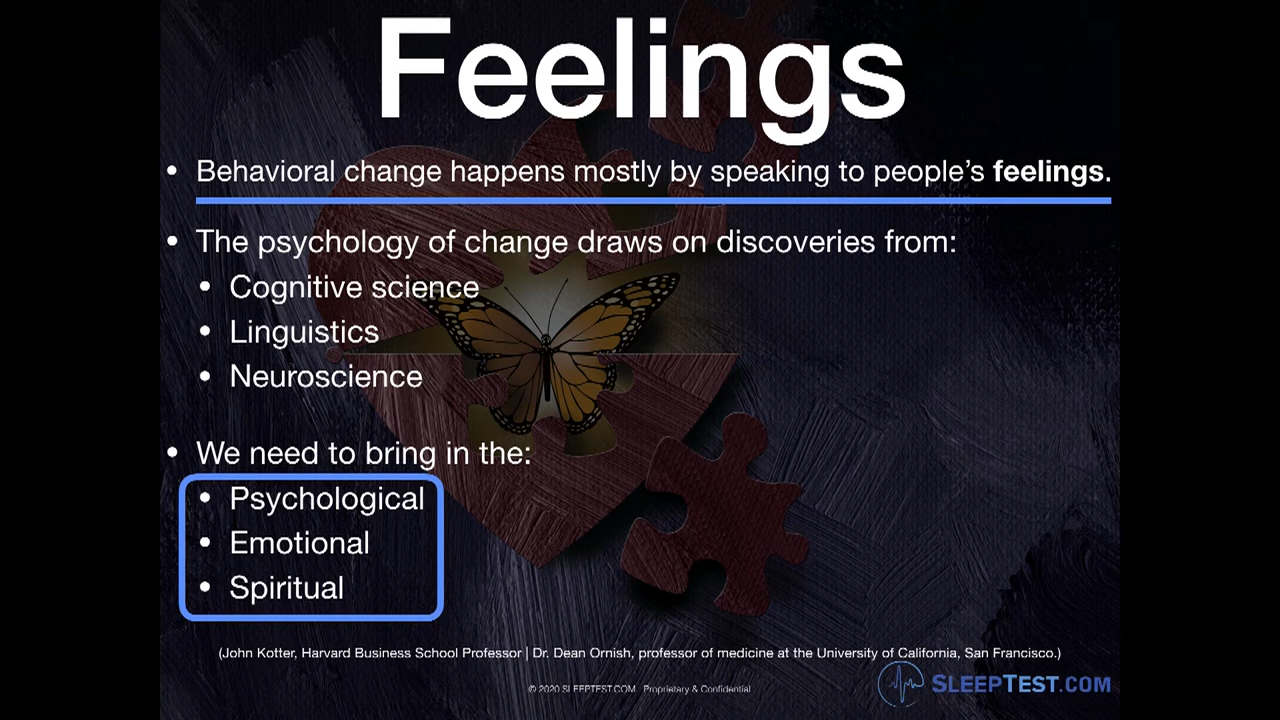 Feelings
• Behavioral change happens mostly by speaking to people’s feelings.
• The psychology of change draws on discoveries from:
• Cognitive science
• Linguistics
• Neuroscience
• We need to bring in the:
• Psychological
• Emotional
• Spiritual
(John Kotter, Harvard Business School Professor | Dr. Dean Ornish, professor of medicine at the University of California, San Francisco.)
© 2020 SLEEPTEST.COM Proprietary & Confidential
SLEEPTEST.COM